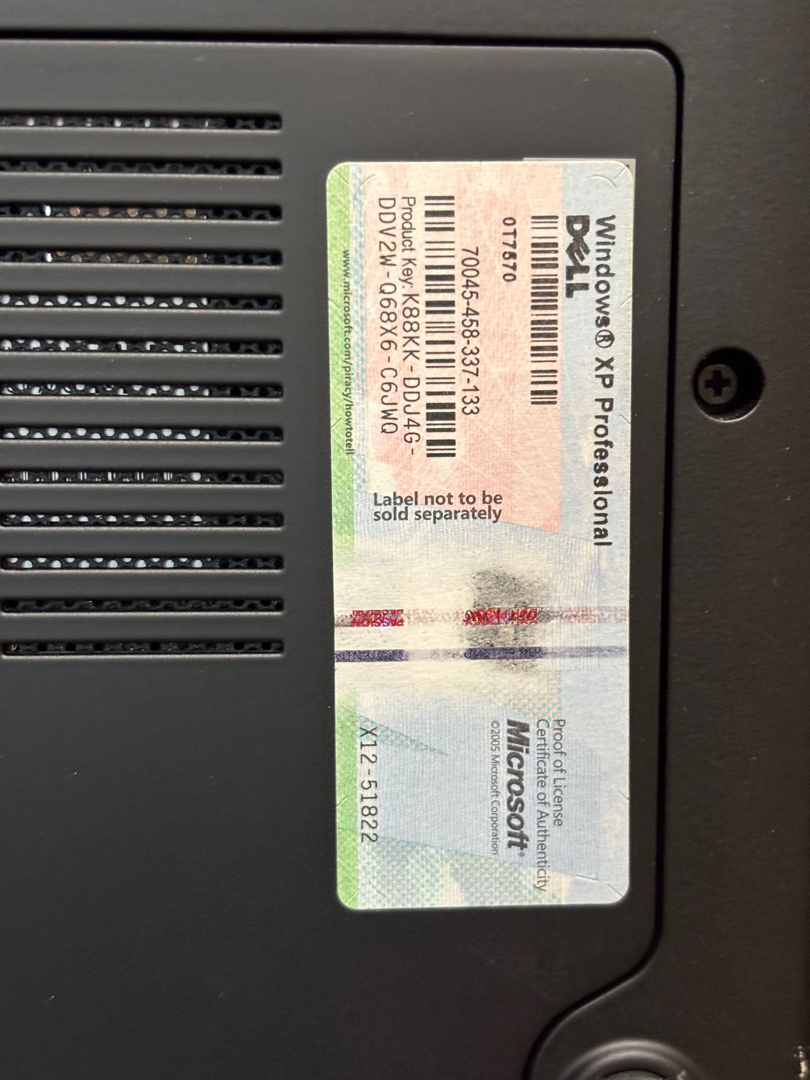 Windows® XP Professional
DELL
0T7570
70045-458-337-133
Product Key: K88KK-DDJ4G-
DDV2W-Q68X6-C6JWQ
www.microsoft.com/piracy/howtotell
Label not to be
sold separately
Proof of License
Certificate of Authenticity
Microsoft®
©2005 Microsoft Corporation
X12-51822